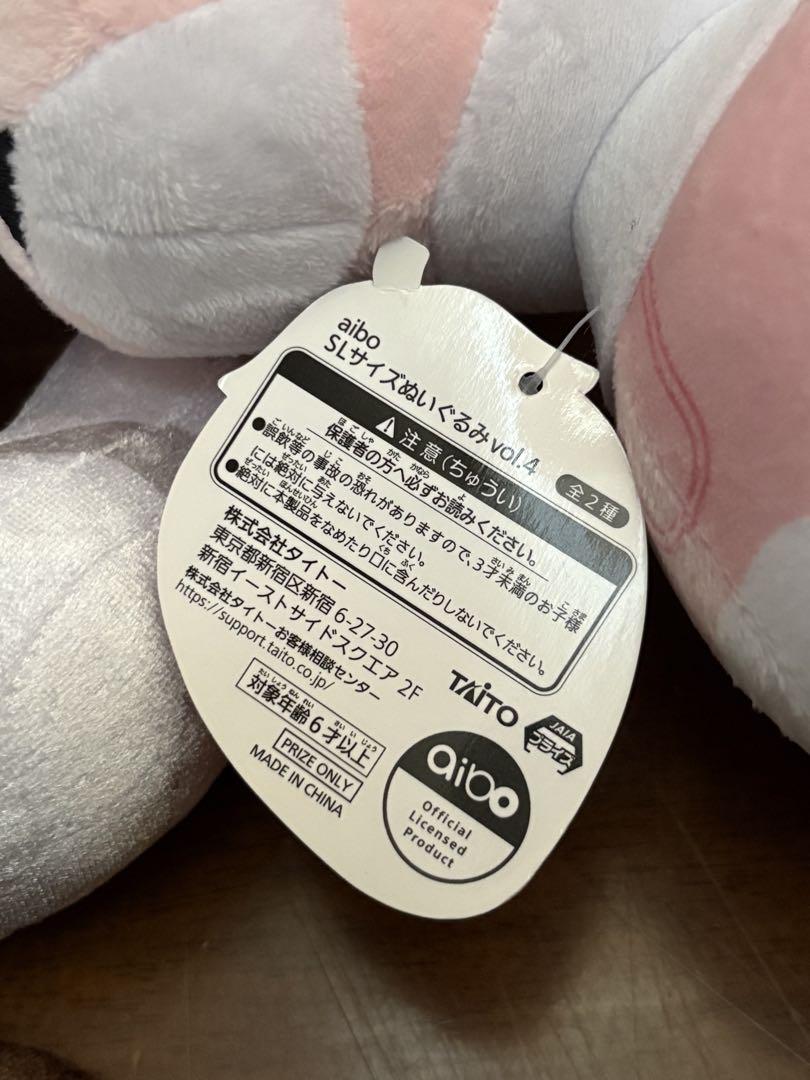 aibo
SLサイズぬいぐるみvol.4
全2種
注意(ちゅうい)
保護者の方へ必ずお読みください。
●誤飲等の事故の恐れがありますので、3才未満のお子様
には絶対に与えないでください。
●絶対に本製品をなめたり口に含んだりしないでください。
株式会社タイトー
東京都新宿区新宿 6-27-30
新宿イーストサイドスクエア 2F
株式会社タイトーお客様相談センター
https://support.taito.co.jp/
対象年齢6才以上
PRIZE ONLY
MADE IN CHINA
TAITO
JAIA
プライズ
aibo
Official
Licensed
Product